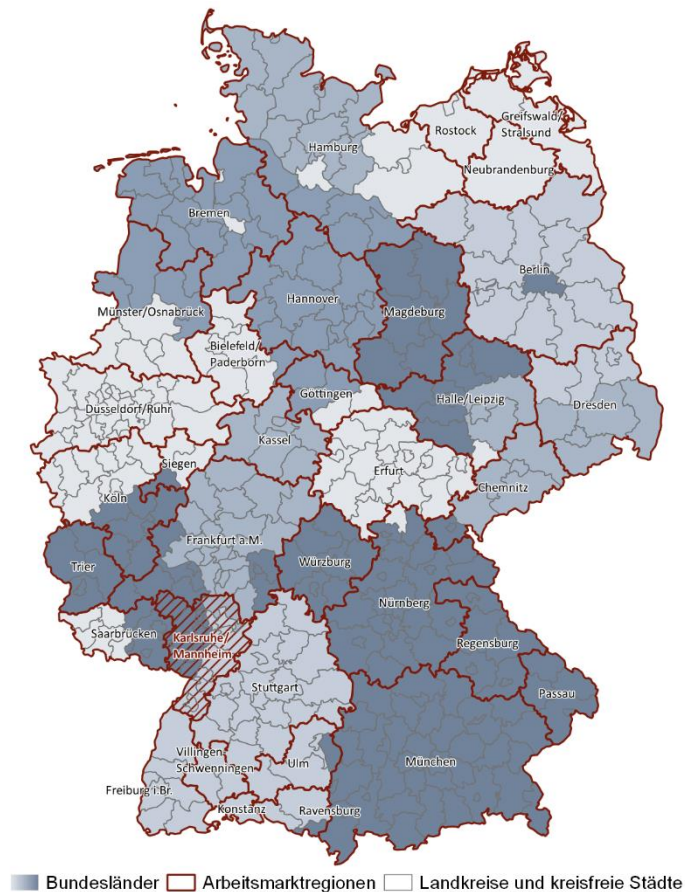 Rostock
Greifswald/
Stralsund
Hamburg
Neubrandenburg
Bremen
Berlin
Hannover
Magdeburg
Münster/Osnabrück
Bielefeld/
Paderborn
Göttingen
Halle/Leipzig
Dresden
Düsseldorf/Ruhr
Kassel
Siegen
Erfurt
Köln
Chemnitz
Frankfurt a.M.
Würzburg
Trier
Nürnberg
Saarbrücken
Karlsruhe/
Mannheim
Regensburg
Stuttgart
Passau
Villingen-
Schwenningen
Ulm
München
Freiburg i.Br.
Konstanz
Ravensburg
Bundesländer Arbeitsmarktregionen Landkreise und kreisfreie Städte